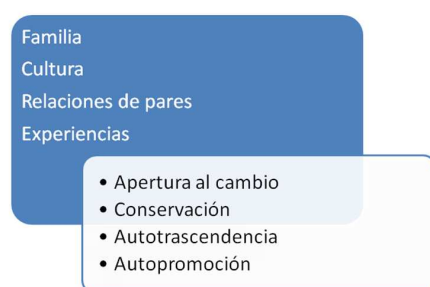 Familia
Cultura
Relaciones de pares
Experiencias
• Apertura al cambio
• Conservación
• Autotrascendencia
• Autopromoción